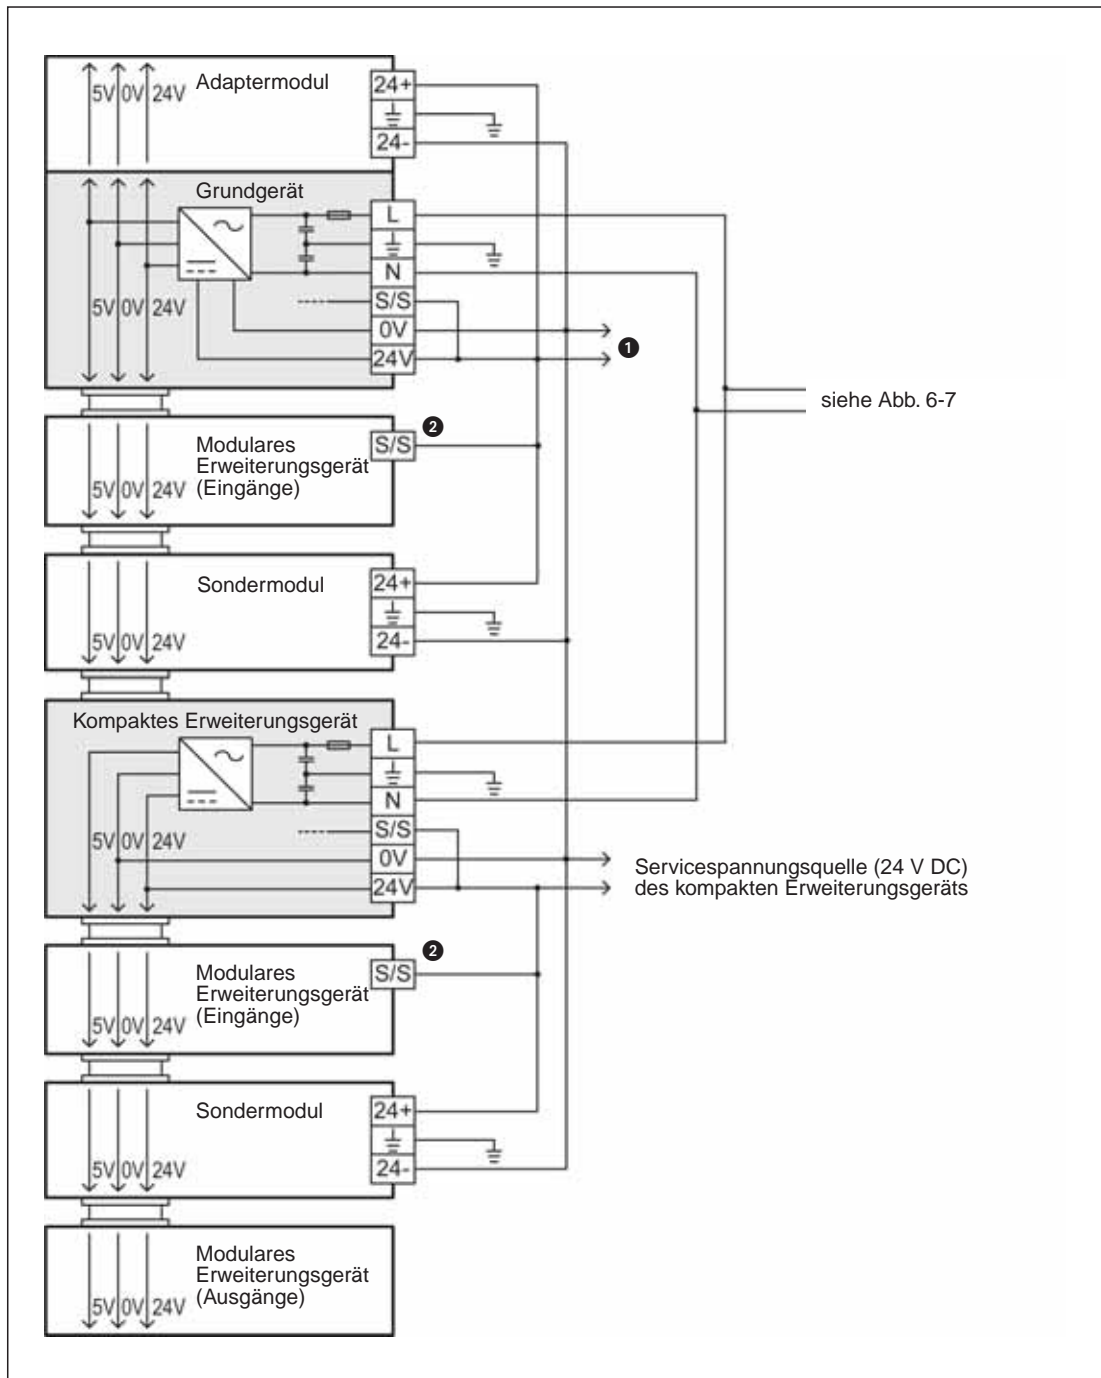 5V 0V 24V
Adaptermodul
24+
24-
Grundgerät
L
N
S/S
0V
24V
5V 0V 24V
❶
siehe Abb. 6-7
Modulares
Erweiterungsgerät
(Eingänge)
5V 0V 24V
S/S
❷
Sondermodul
5V 0V 24V
24+
24-
Kompaktes Erweiterungsgerät
L
N
S/S
0V
24V
5V 0V 24V
Servicespannungsquelle (24 V DC)
des kompakten Erweiterungsgeräts
Modulares
Erweiterungsgerät
(Eingänge)
5V 0V 24V
S/S
❷
Sondermodul
5V 0V 24V
24+
24-
Modulares
Erweiterungsgerät
(Ausgänge)
5V 0V 24V